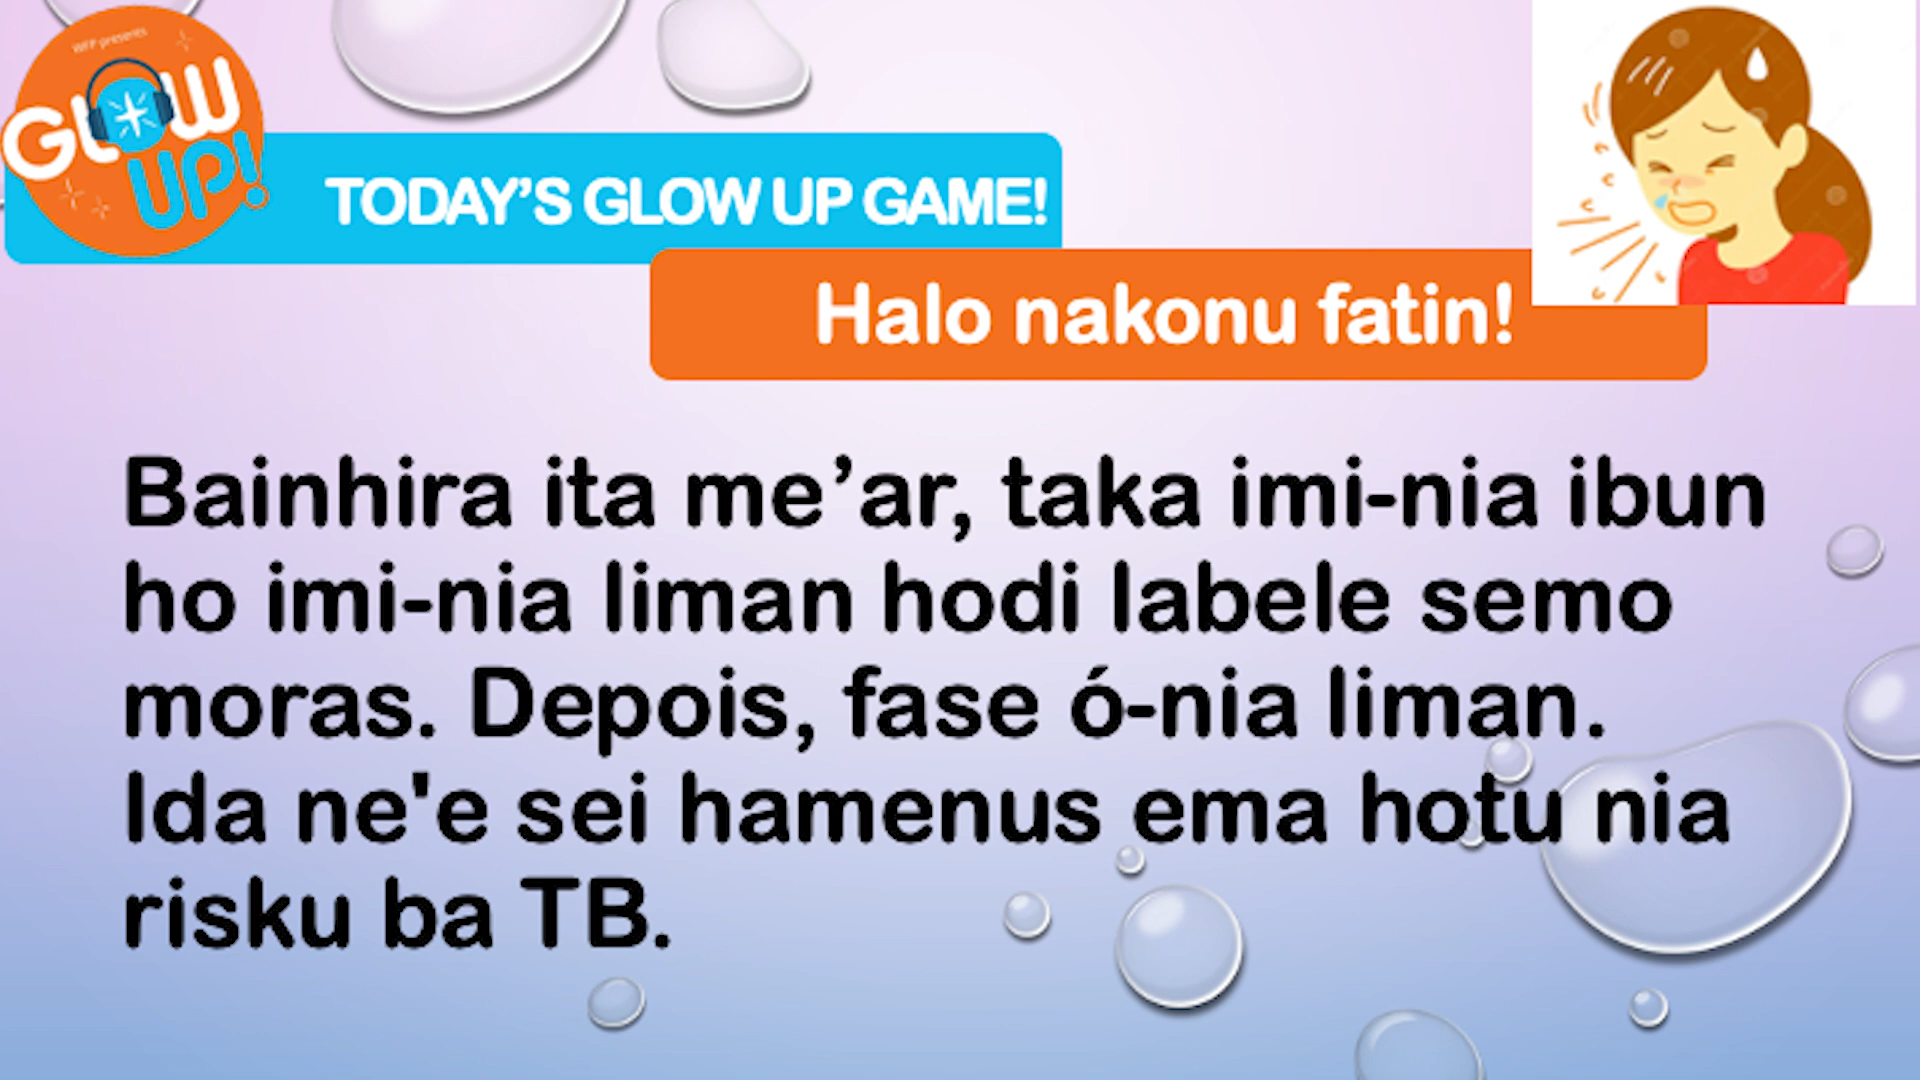 WFP presents
GLOW
UP!
TODAY’S GLOW UP GAME!
Halo nakonu fatin!
Bainhira ita me’ar, taka imi-nia ibun
ho imi-nia liman hodi labele semo
moras. Depois, fase ó-nia liman.
Ida ne'e sei hamenus ema hotu nia
risku ba TB.